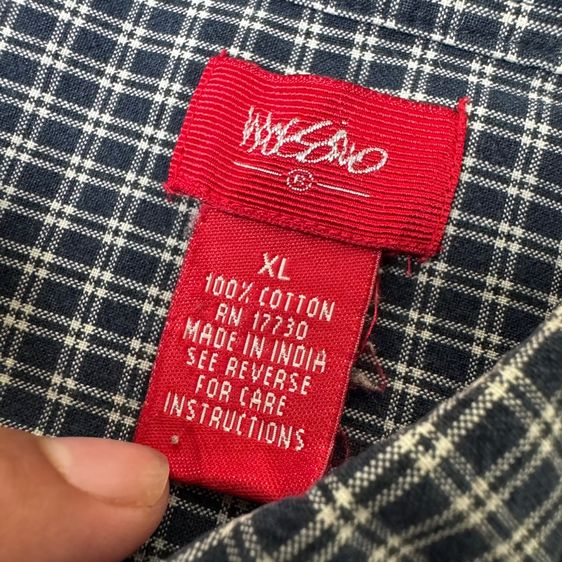 Mossimo
®
XL
100% COTTON
RN 17730
MADE IN INDIA
SEE REVERSE
FOR CARE
INSTRUCTIONS